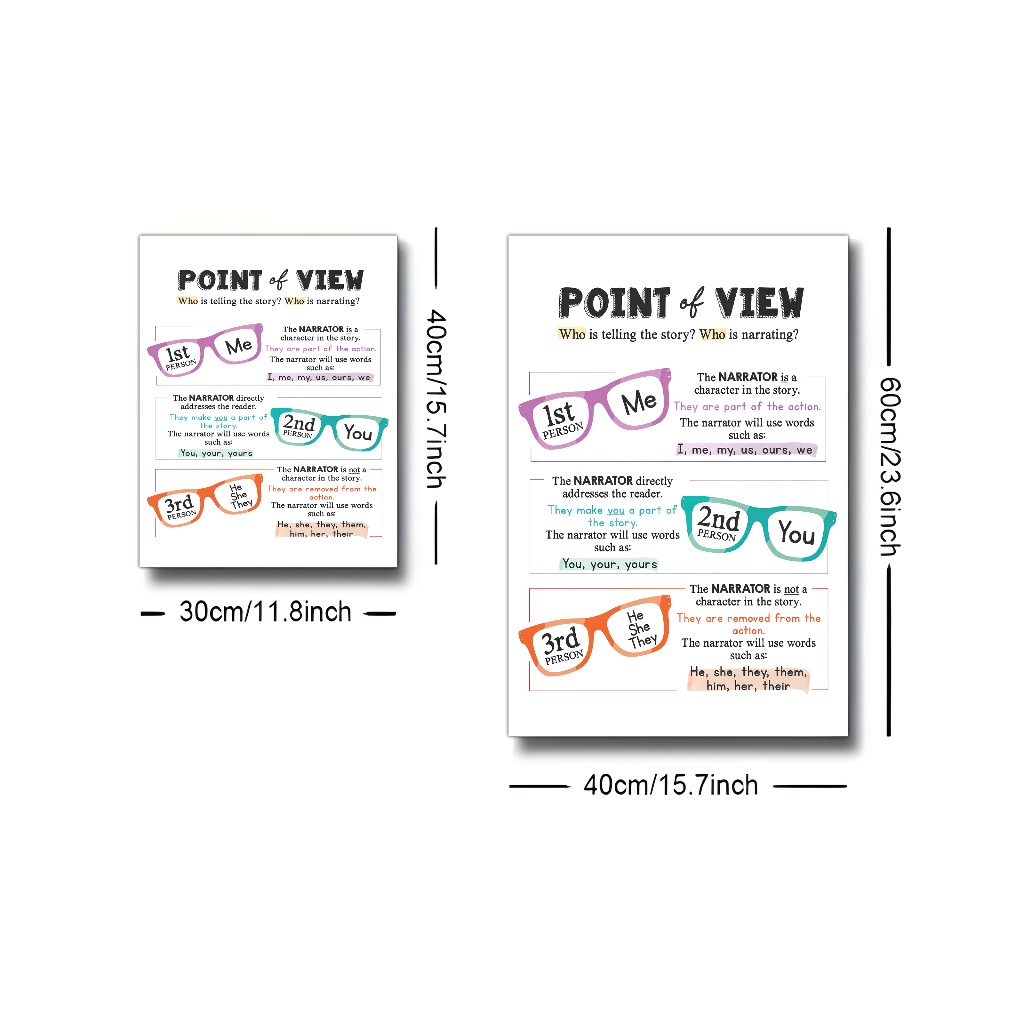 POINT of VIEW
Who is telling the story? Who is narrating?
1st
PERSON
Me
The NARRATOR is a
character in the story.
They are part of the action.
The narrator will use words
such as:
I, me, my, us, ours, we
The NARRATOR directly
addresses the reader.
They make you a part of
the story.
The narrator will use words
such as:
You, your, yours
2nd
PERSON
You
3rd
PERSON
He
She
They
The NARRATOR is not a
character in the story.
They are removed from the
action.
The narrator will use words
such as:
He, she, they, them,
him, her, their
40cm/15.7inch
30cm/11.8inch
POINT of VIEW
Who is telling the story? Who is narrating?
1st
PERSON
Me
The NARRATOR is a
character in the story.
They are part of the action.
The narrator will use words
such as:
I, me, my, us, ours, we
The NARRATOR directly
addresses the reader.
They make you a part of
the story.
The narrator will use words
such as:
You, your, yours
2nd
PERSON
You
3rd
PERSON
He
She
They
The NARRATOR is not a
character in the story.
They are removed from the
action.
The narrator will use words
such as:
He, she, they, them,
him, her, their
60cm/23.6inch
40cm/15.7inch